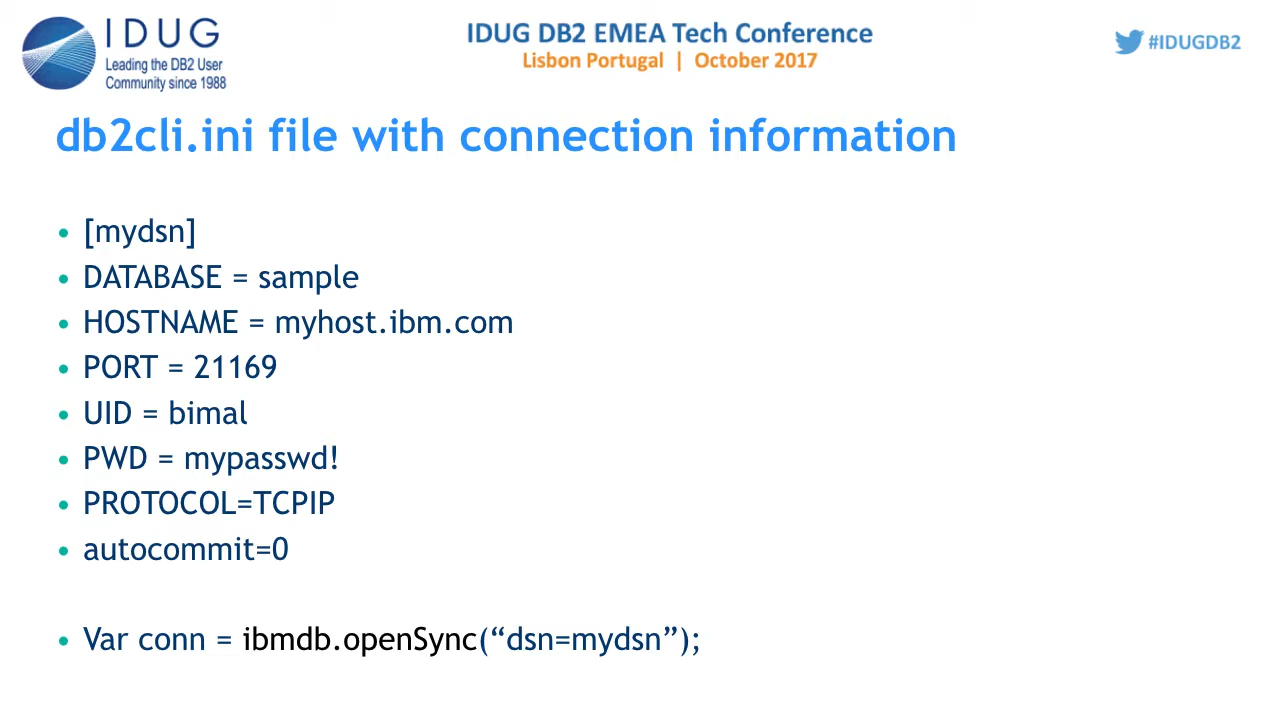 IDUG
Leading the DB2 User
Community since 1988
IDUG DB2 EMEA Tech Conference
Lisbon Portugal | October 2017
#IDUGDB2
db2cli.ini file with connection information
• [mydsn]
• DATABASE = sample
• HOSTNAME = myhost.ibm.com
• PORT = 21169
• UID = bimal
• PWD = mypasswd!
• PROTOCOL=TCPIP
• autocommit=0
• Var conn = ibmdb.openSync(“dsn=mydsn”);